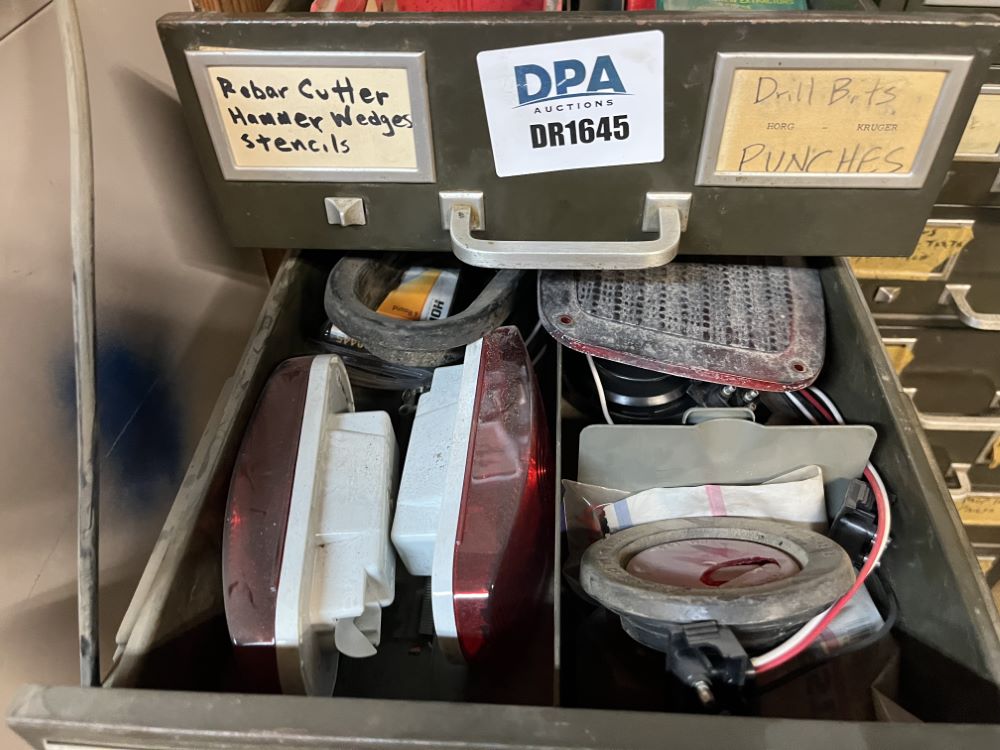 Rebar Cutter
Hammer Wedges
Stencils
DPA
AUCTIONS
DR1645
Drill Bits
HORG - KRUGER
PUNCHES